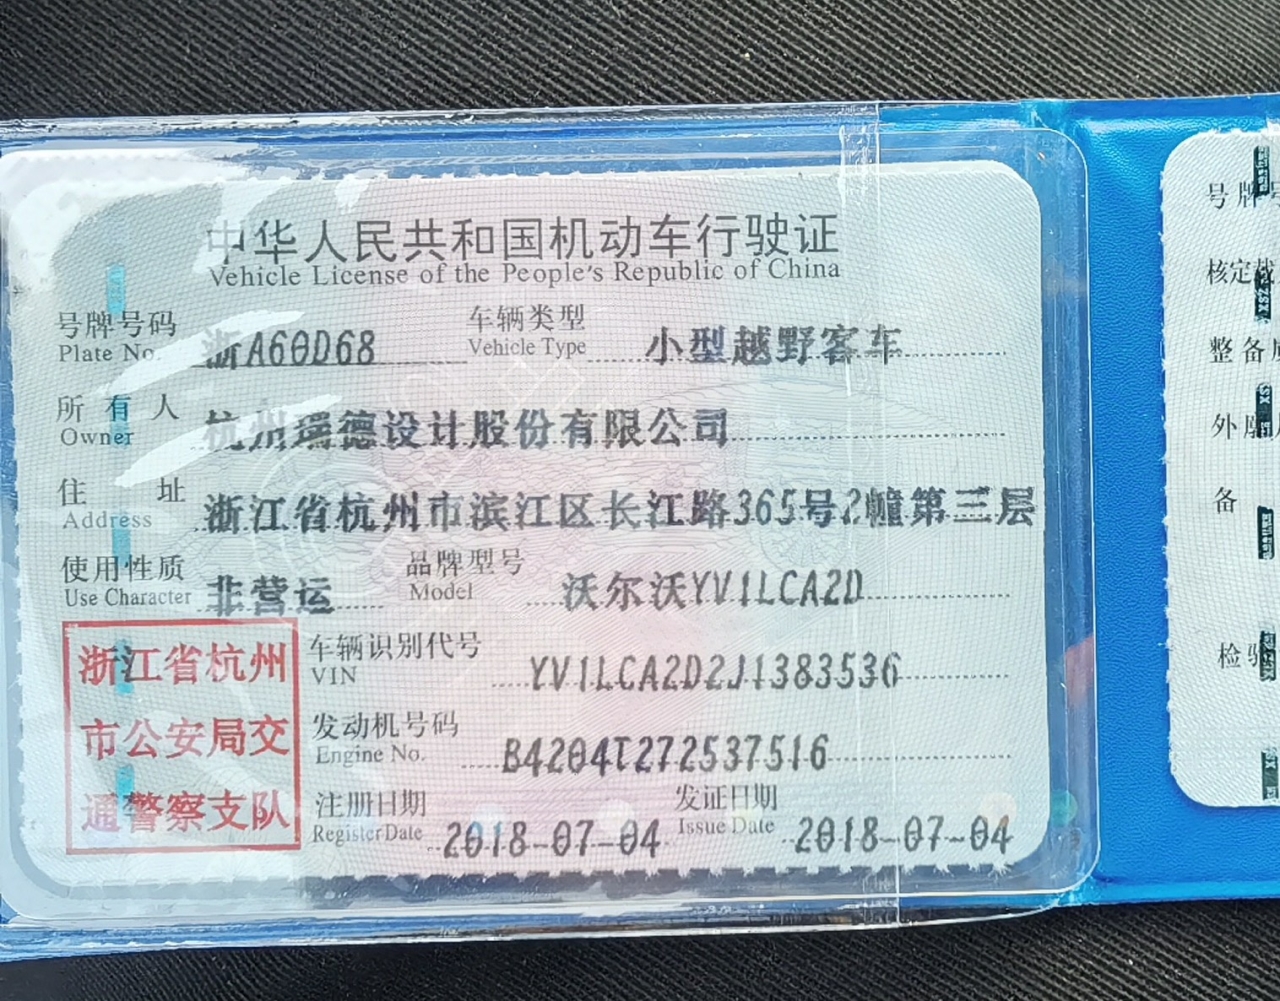 中华人民共和国机动车行驶证
Vehicle License of the People's Republic of China
号牌号码 浙A60D68 车辆类型 小型越野客车
Plate No. Vehicle Type
所有人 杭州瑞德设计股份有限公司
Owner
住址 浙江省杭州市滨江区长江路365号2幢第三层
Address
使用性质 非营运 品牌型号 沃尔沃YV1LCA2D
Use Character Model
车辆识别代号 YV1LCA2D2J1383536
VIN
发动机号码 B4204T272537516
Engine No.
注册日期 2018-07-04 发证日期 2018-07-04
Register Date Issue Date
浙江省杭州
市公安局交
通警察支队
号牌号
核定载
整备
外廓
备
检验